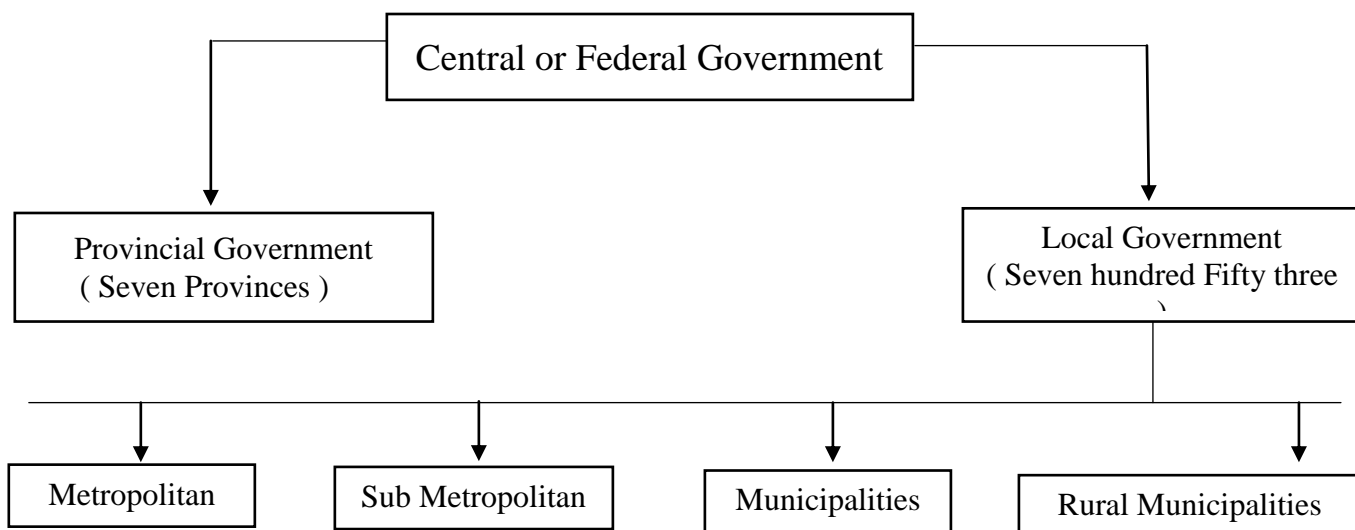 Central or Federal Government
Provincial Government
( Seven Provinces )
Local Government
( Seven hundred Fifty three
)
Metropolitan
Sub Metropolitan
Municipalities
Rural Municipalities